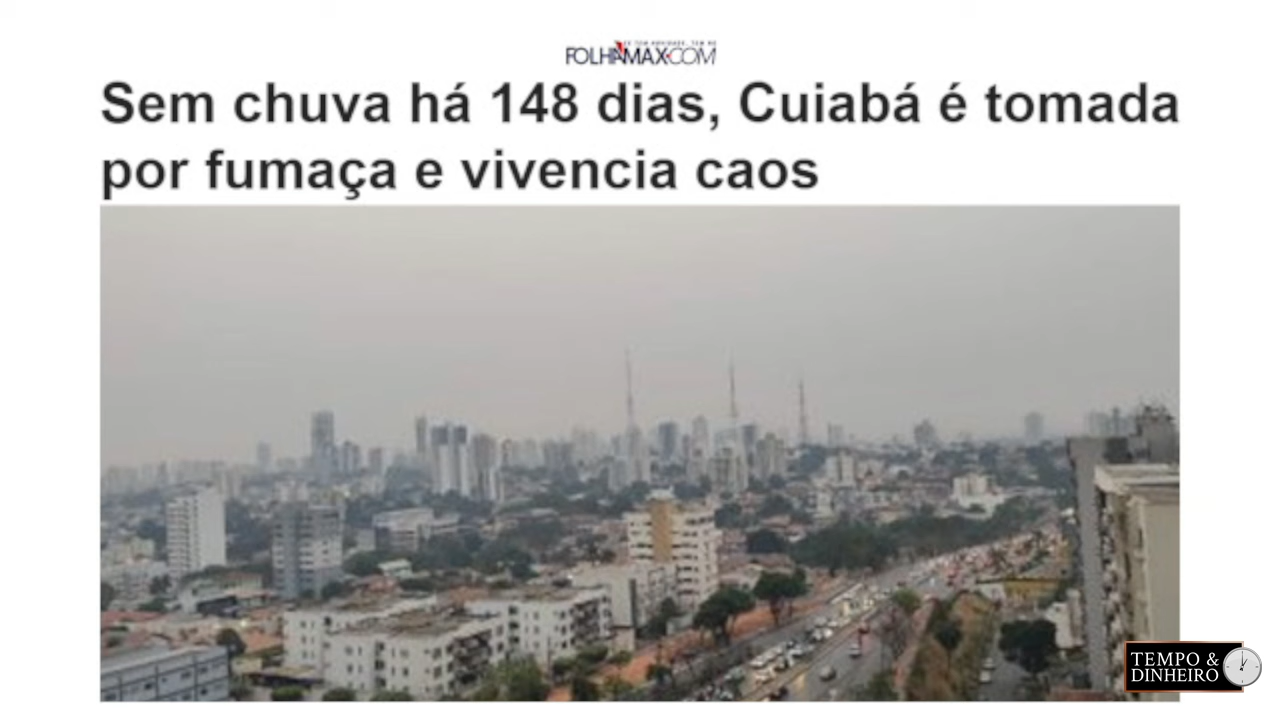 FOLHAMAX.COM
Sem chuva há 148 dias, Cuiabá é tomada
por fumaça e vivencia caos
TEMPO &
DINHEIRO